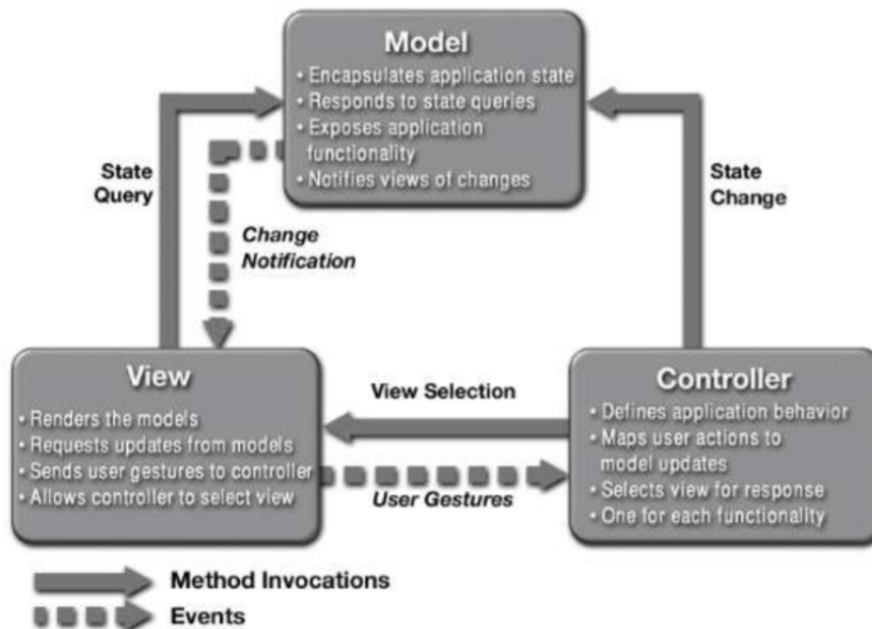 Model
• Encapsulates application state
• Responds to state queries
• Exposes application
functionality
• Notifies views of changes
State
Query
State
Change
Change
Notification
View
• Renders the models
• Requests updates from models
• Sends user gestures to controller
• Allows controller to select view
View Selection
User Gestures
Controller
• Defines application behavior
• Maps user actions to
model updates
• Selects view for response
• One for each functionality
Method Invocations
Events